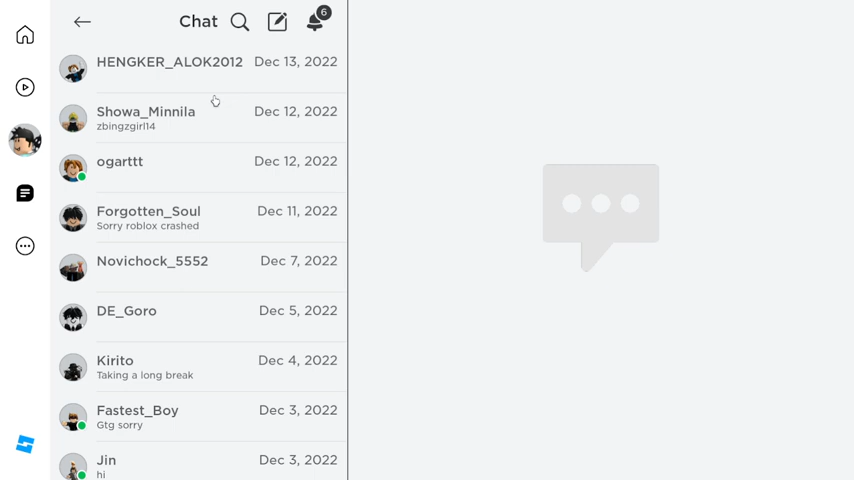 Chat
6
HENGKER_ALOK2012 Dec 13, 2022
Showa_Minnila Dec 12, 2022
zbingzgirl14
ogarttt Dec 12, 2022
Forgotten_Soul Dec 11, 2022
Sorry roblox crashed
Novichock_5552 Dec 7, 2022
DE_Goro Dec 5, 2022
Kirito Dec 4, 2022
Taking a long break
Fastest_Boy Dec 3, 2022
Gtg sorry
Jin Dec 3, 2022
hi